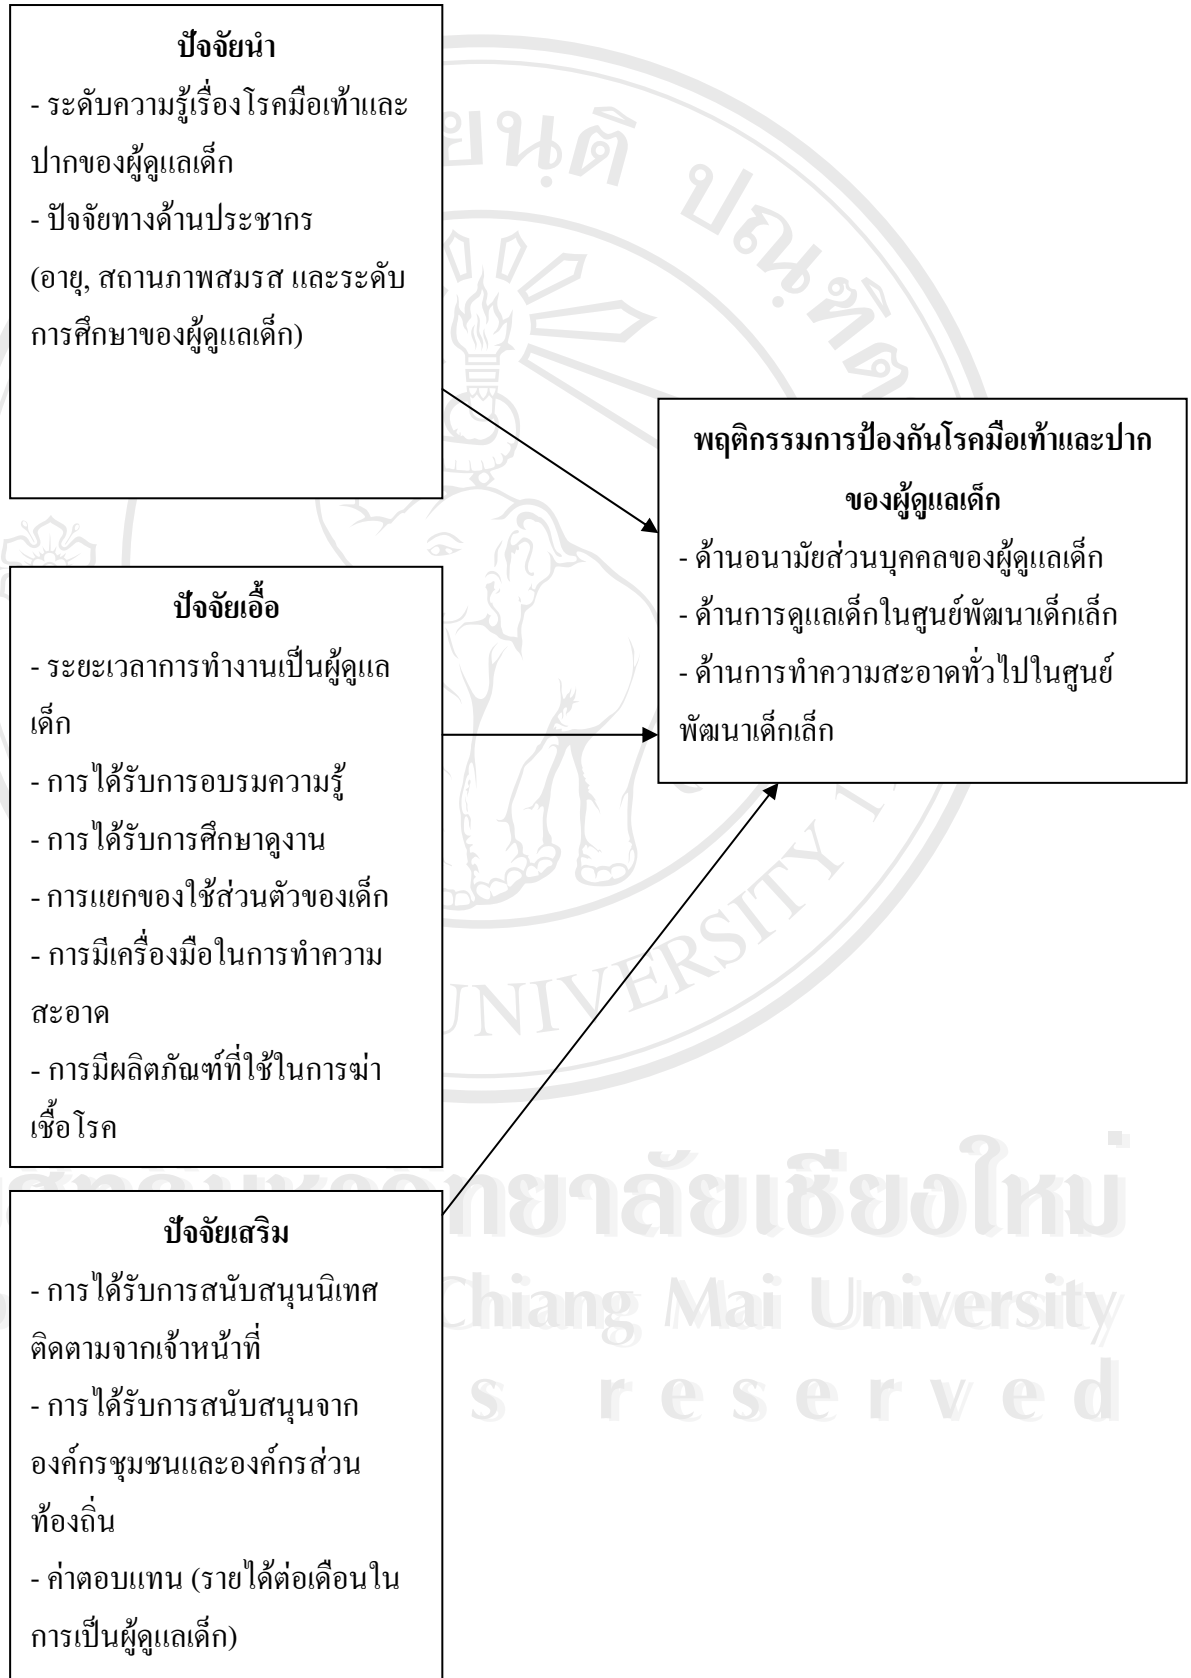 ปัจจัยนำ
- ระดับความรู้เรื่องโรคมือเท้าและ
ปากของผู้ดูแลเด็ก
- ปัจจัยทางด้านประชากร
(อายุ, สถานภาพสมรส และระดับ
การศึกษาของผู้ดูแลเด็ก)
พฤติกรรมการป้องกันโรคมือเท้าและปาก
ของผู้ดูแลเด็ก
- ด้านอนามัยส่วนบุคคลของผู้ดูแลเด็ก
- ด้านการดูแลเด็กในศูนย์พัฒนาเด็กเล็ก
- ด้านการทำความสะอาดทั่วไปในศูนย์
พัฒนาเด็กเล็ก
ปัจจัยเอื้อ
- ระยะเวลาการทำงานเป็นผู้ดูแล
เด็ก
- การได้รับการอบรมความรู้
- การได้รับการศึกษาดูงาน
- การแยกของใช้ส่วนตัวของเด็ก
- การมีเครื่องมือในการทำความ
สะอาด
- การมีผลิตภัณฑ์ที่ใช้ในการฆ่า
เชื้อโรค
ปัจจัยเสริม
- การได้รับการสนับสนุนนิเทศ
ติดตามจากเจ้าหน้าที่
- การได้รับการสนับสนุนจาก
องค์กรชุมชนและองค์กรส่วน
ท้องถิ่น
- ค่าตอบแทน (รายได้ต่อเดือนใน
การเป็นผู้ดูแลเด็ก)
UNIVERSITY
ทยาลัยเชียงใหม่
Chiang Mai University
s reserved